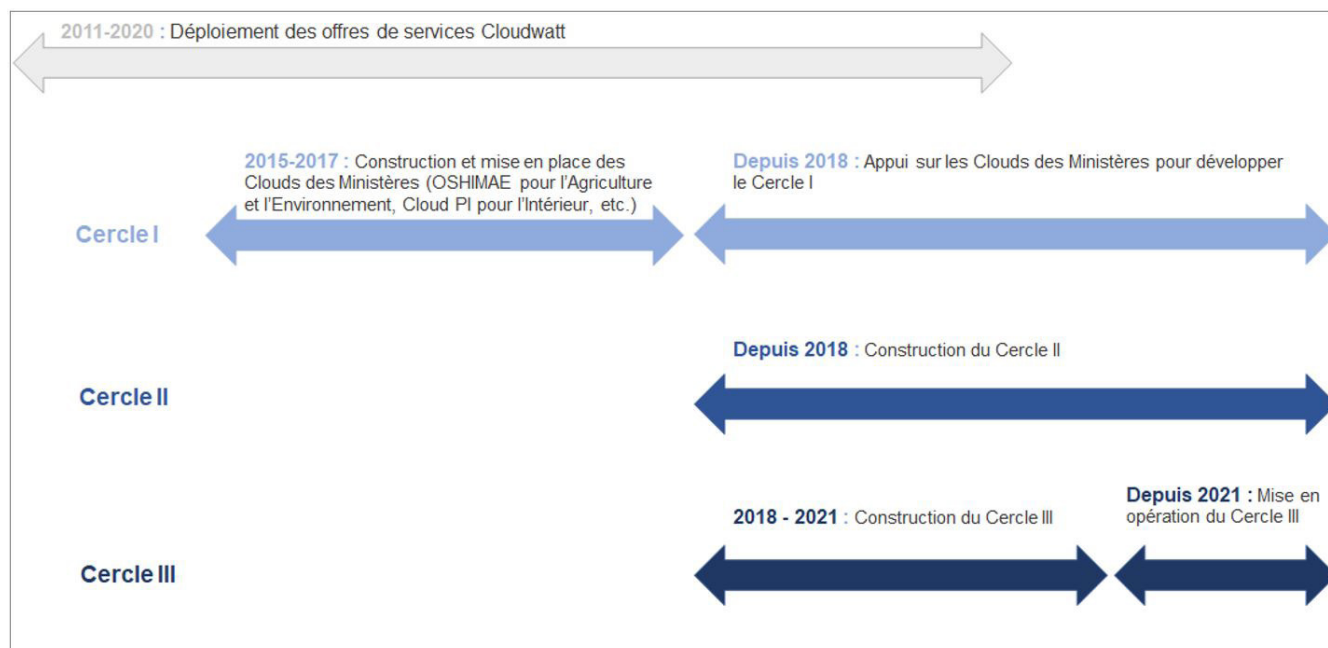 2011-2020 : Déploiement des offres de services Cloudwatt
2015-2017 : Construction et mise en place des
Clouds des Ministères (OSHIMAE pour l'Agriculture
et l'Environnement, Cloud PI pour l'Intérieur, etc.)
Depuis 2018 : Appui sur les Clouds des Ministères pour développer
le Cercle I
Cercle I
Depuis 2018 : Construction du Cercle II
Cercle II
2018 - 2021 : Construction du Cercle III
Depuis 2021 : Mise en
opération du Cercle III
Cercle III